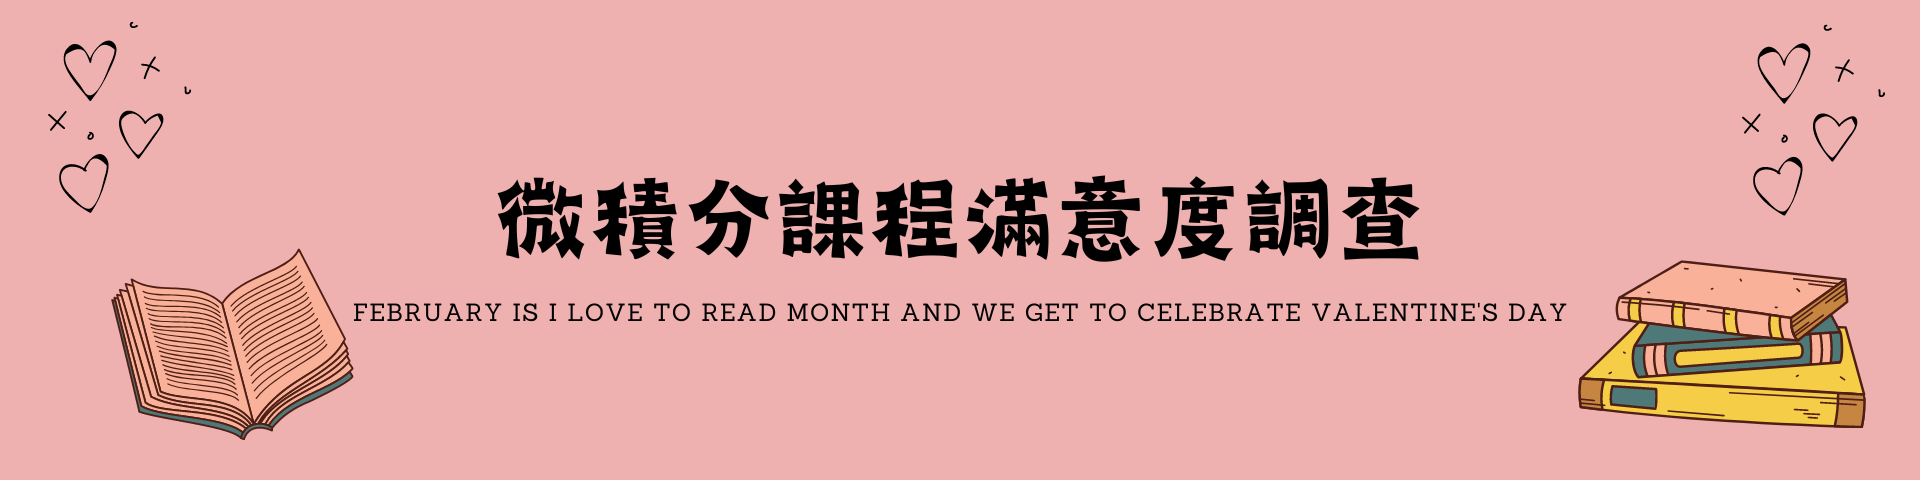 微積分課程滿意度調查
FEBRUARY IS I LOVE TO READ MONTH AND WE GET TO CELEBRATE VALENTINE'S DAY